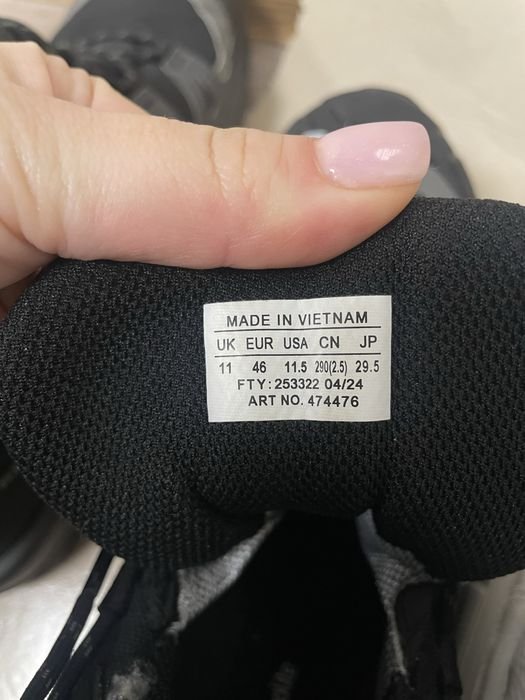 MADE IN VIETNAM
UK EUR USA CN JP
11 46 11.5 290(2.5) 29.5
FTY: 253322 04/24
ART NO. 474476